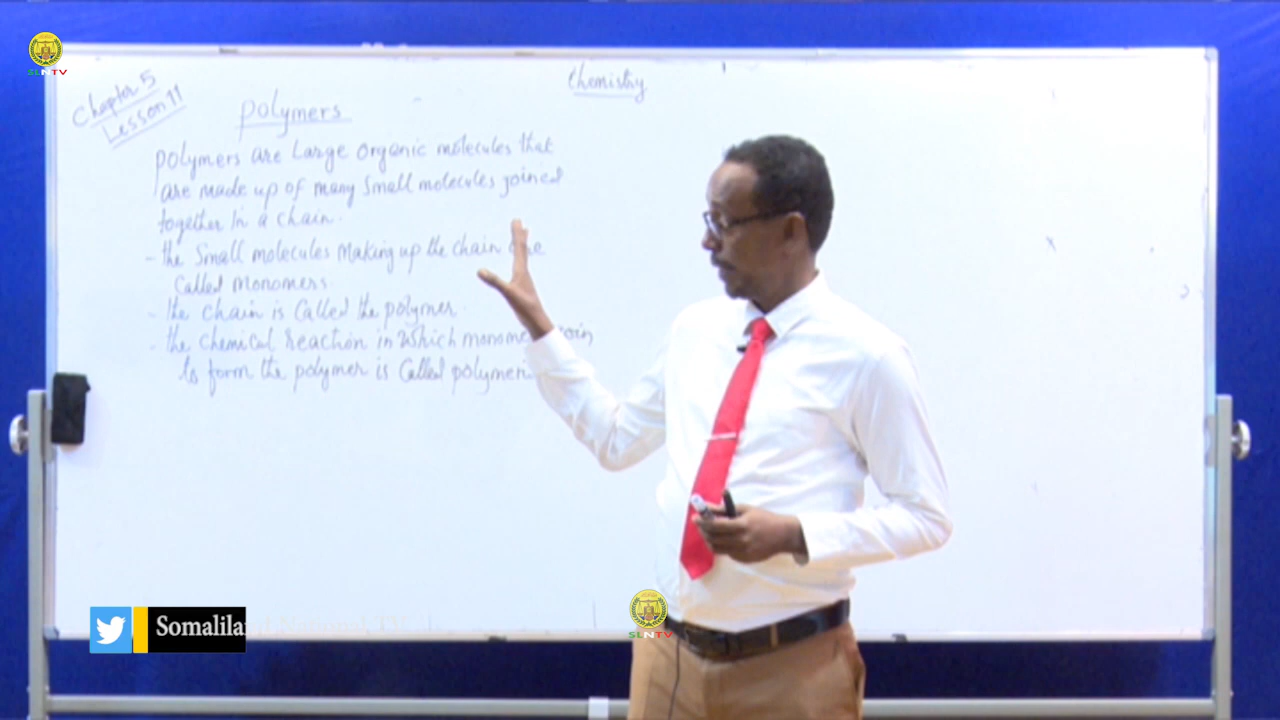 SLNTV
Chemistry
Chapter 5
Lesson 11
Polymers
Polymers are Large organic molecules that
are made up of many Small molecules joined
together In a chain.
- the Small molecules Making up the chain are
Called Monomers.
- the chain is Called the polymer.
- the chemical reaction in which monome join
to form the polymer is Called polymeri
Somalila
SLNTV